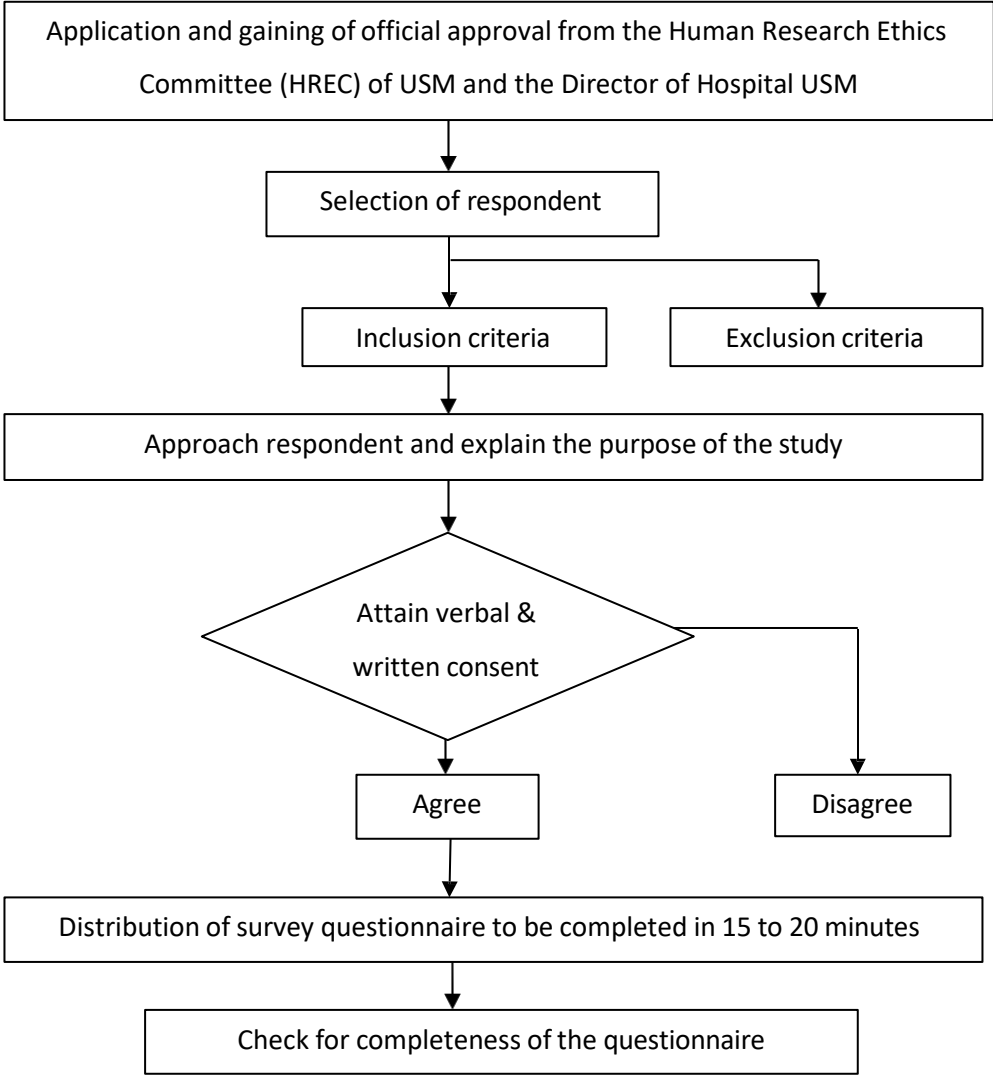 Application and gaining of official approval from the Human Research Ethics
Committee (HREC) of USM and the Director of Hospital USM
Selection of respondent
Inclusion criteria
Exclusion criteria
Approach respondent and explain the purpose of the study
Attain verbal &
written consent
Agree
Disagree
Distribution of survey questionnaire to be completed in 15 to 20 minutes
Check for completeness of the questionnaire